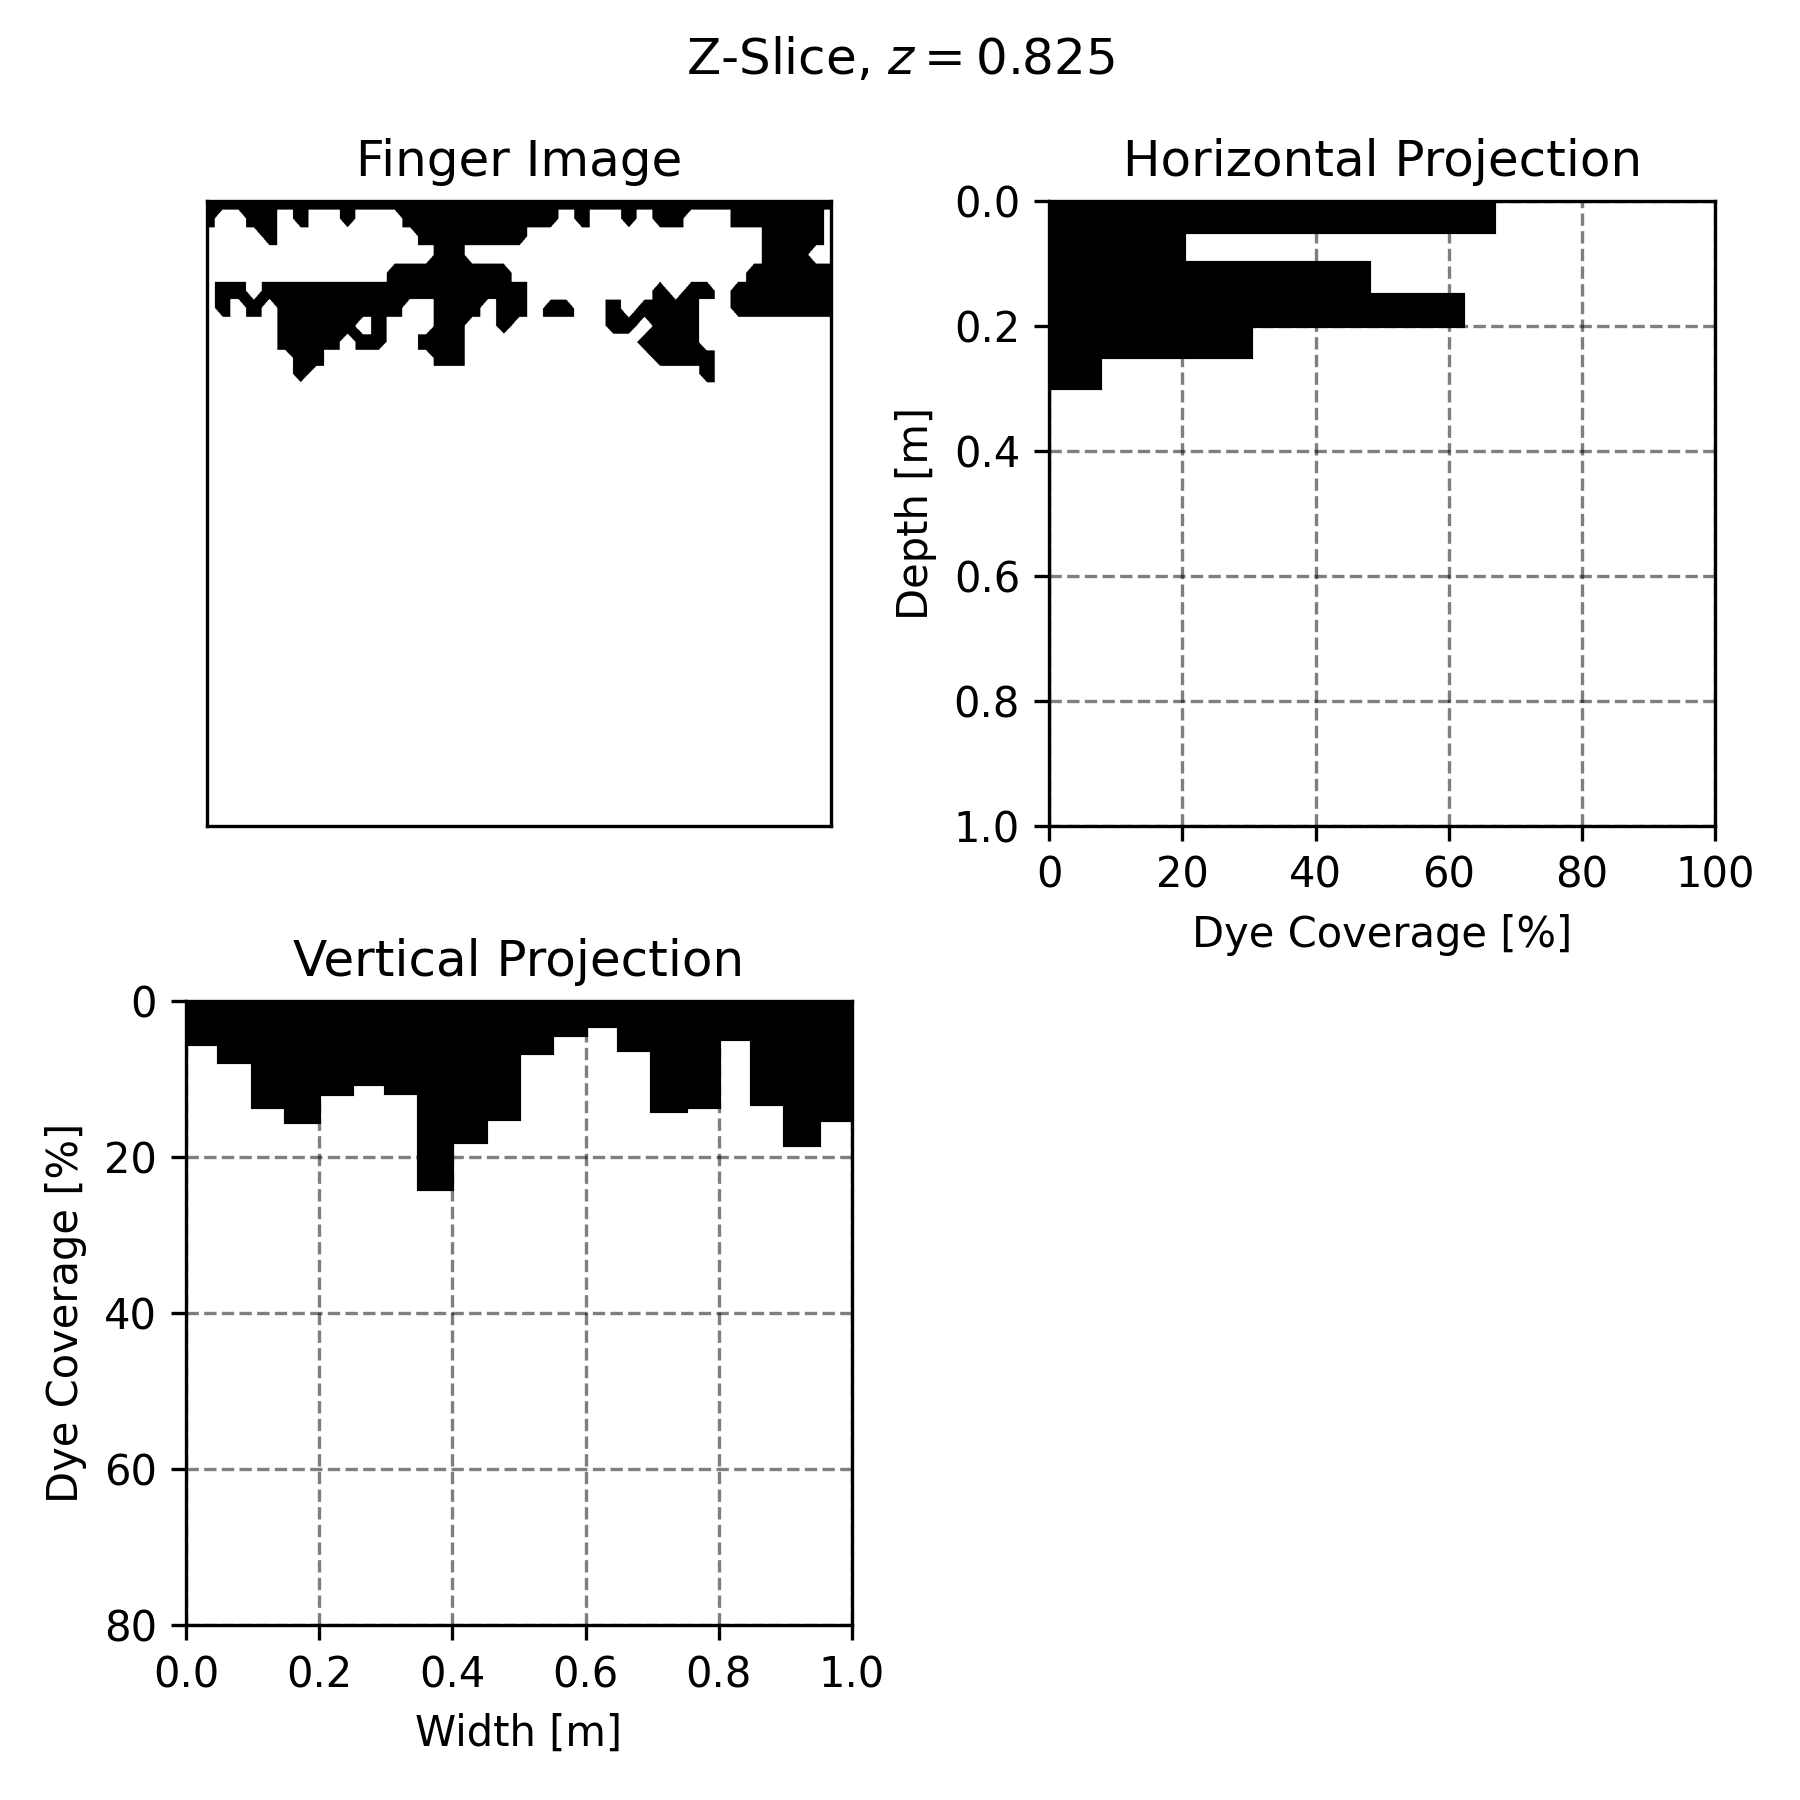 Z-Slice, z = 0.825
Finger Image
Horizontal Projection
0.0
0.2
0.4
0.6
0.8
1.0
Depth [m]
0 20 40 60 80 100
Dye Coverage [%]
Vertical Projection
0
20
40
60
80
Dye Coverage [%]
0.0 0.2 0.4 0.6 0.8 1.0
Width [m]